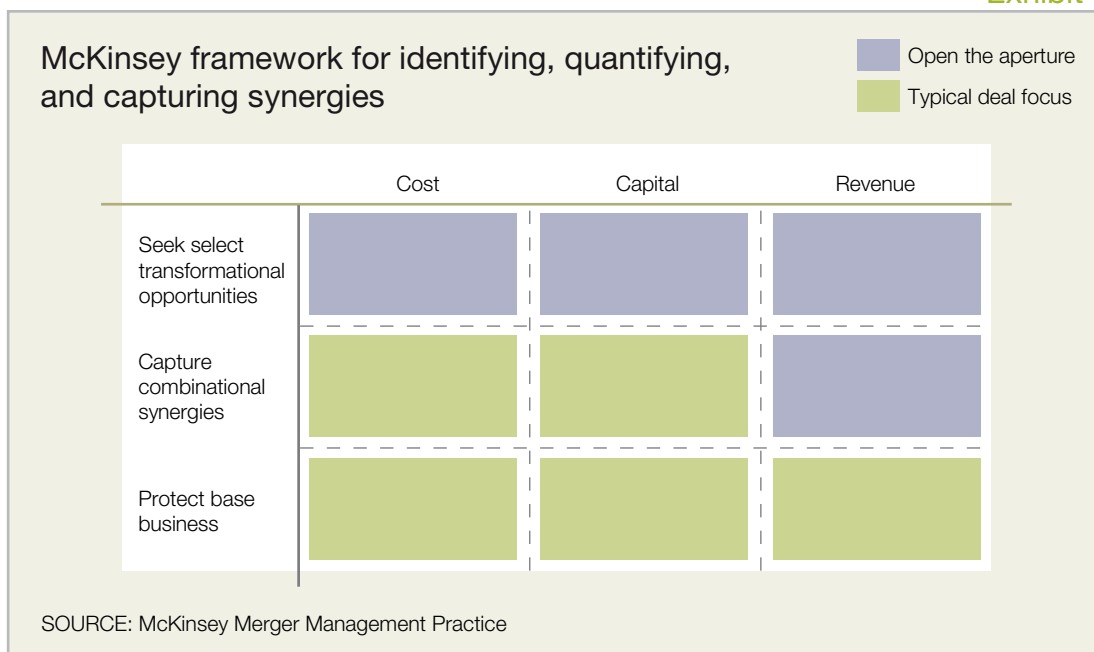 Exhibit
McKinsey framework for identifying, quantifying,
and capturing synergies
Open the aperture
Typical deal focus
Cost
Capital
Revenue
Seek select
transformational
opportunities
Capture
combinational
synergies
Protect base
business
SOURCE: McKinsey Merger Management Practice